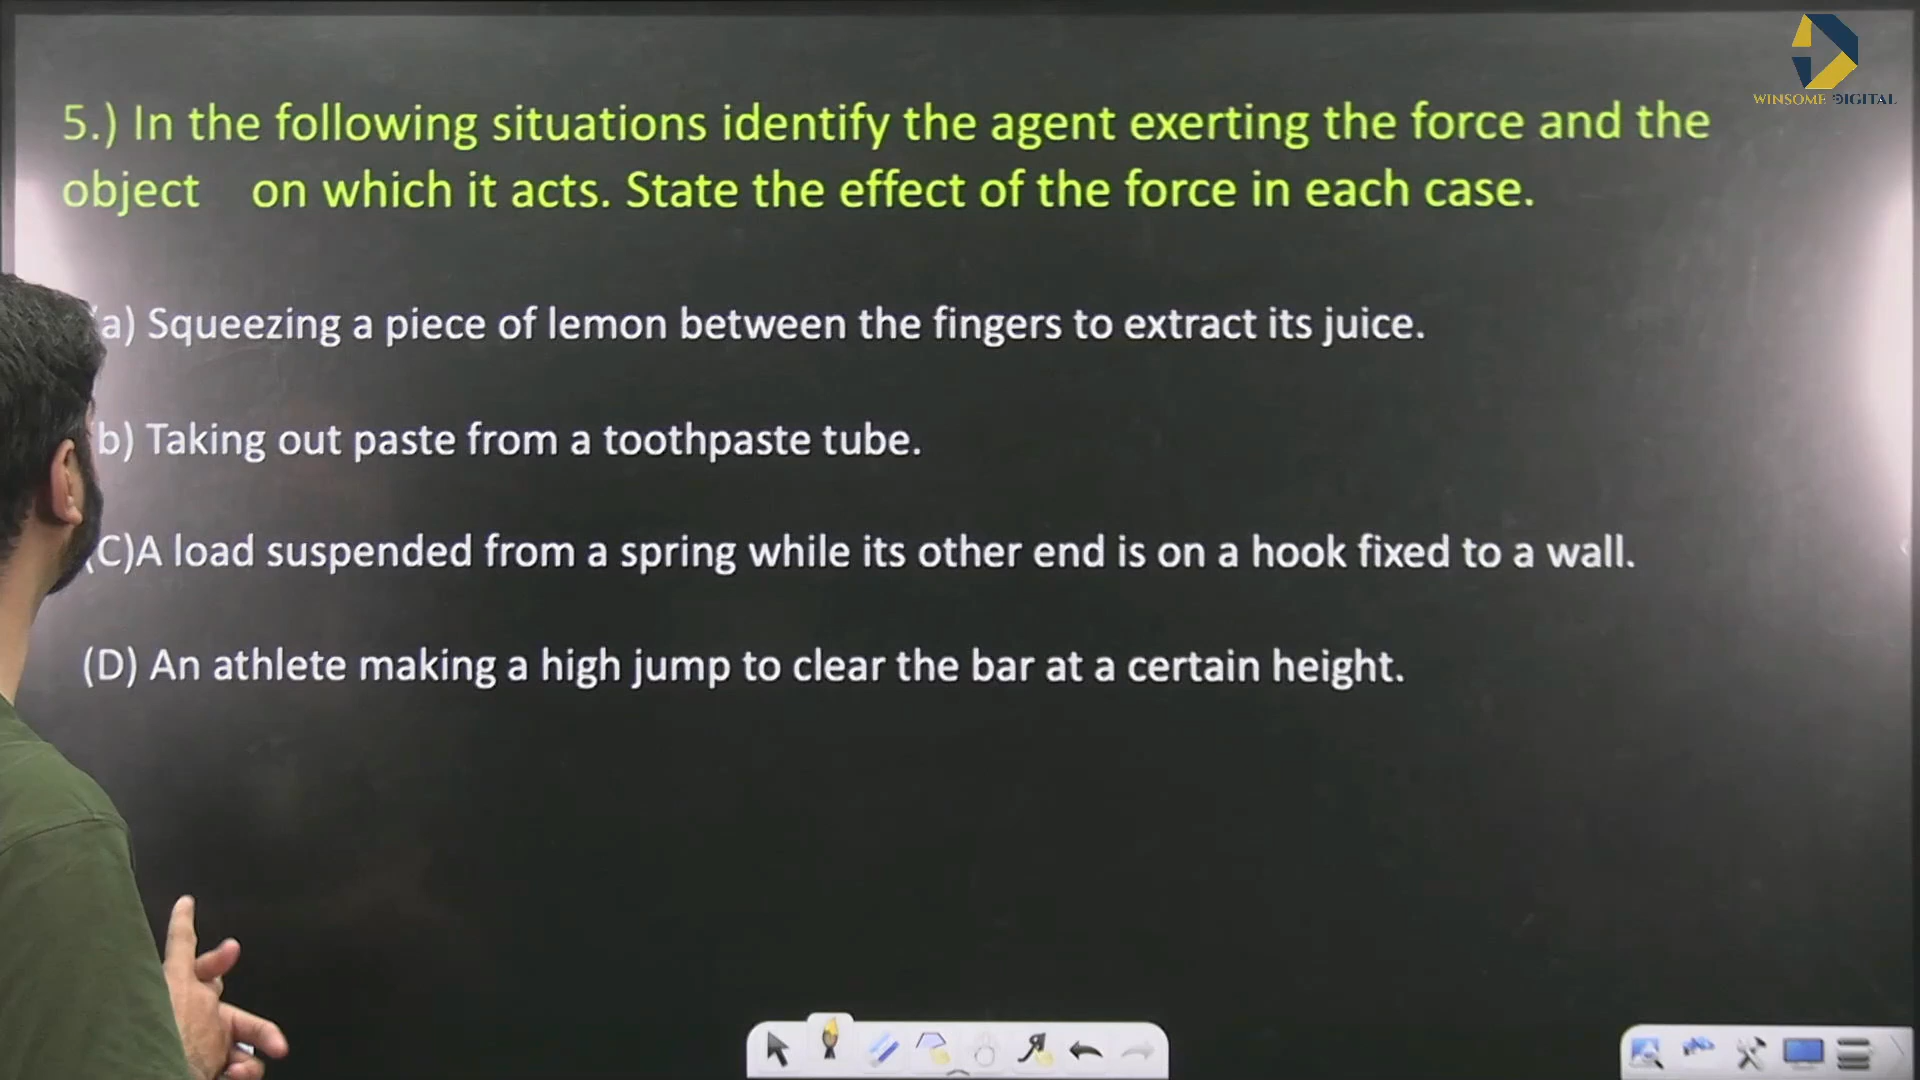 WINSOME DIGITAL
5.) In the following situations identify the agent exerting the force and the
object on which it acts. State the effect of the force in each case.
(a) Squeezing a piece of lemon between the fingers to extract its juice.
b) Taking out paste from a toothpaste tube.
(C)A load suspended from a spring while its other end is on a hook fixed to a wall.
(D) An athlete making a high jump to clear the bar at a certain height.